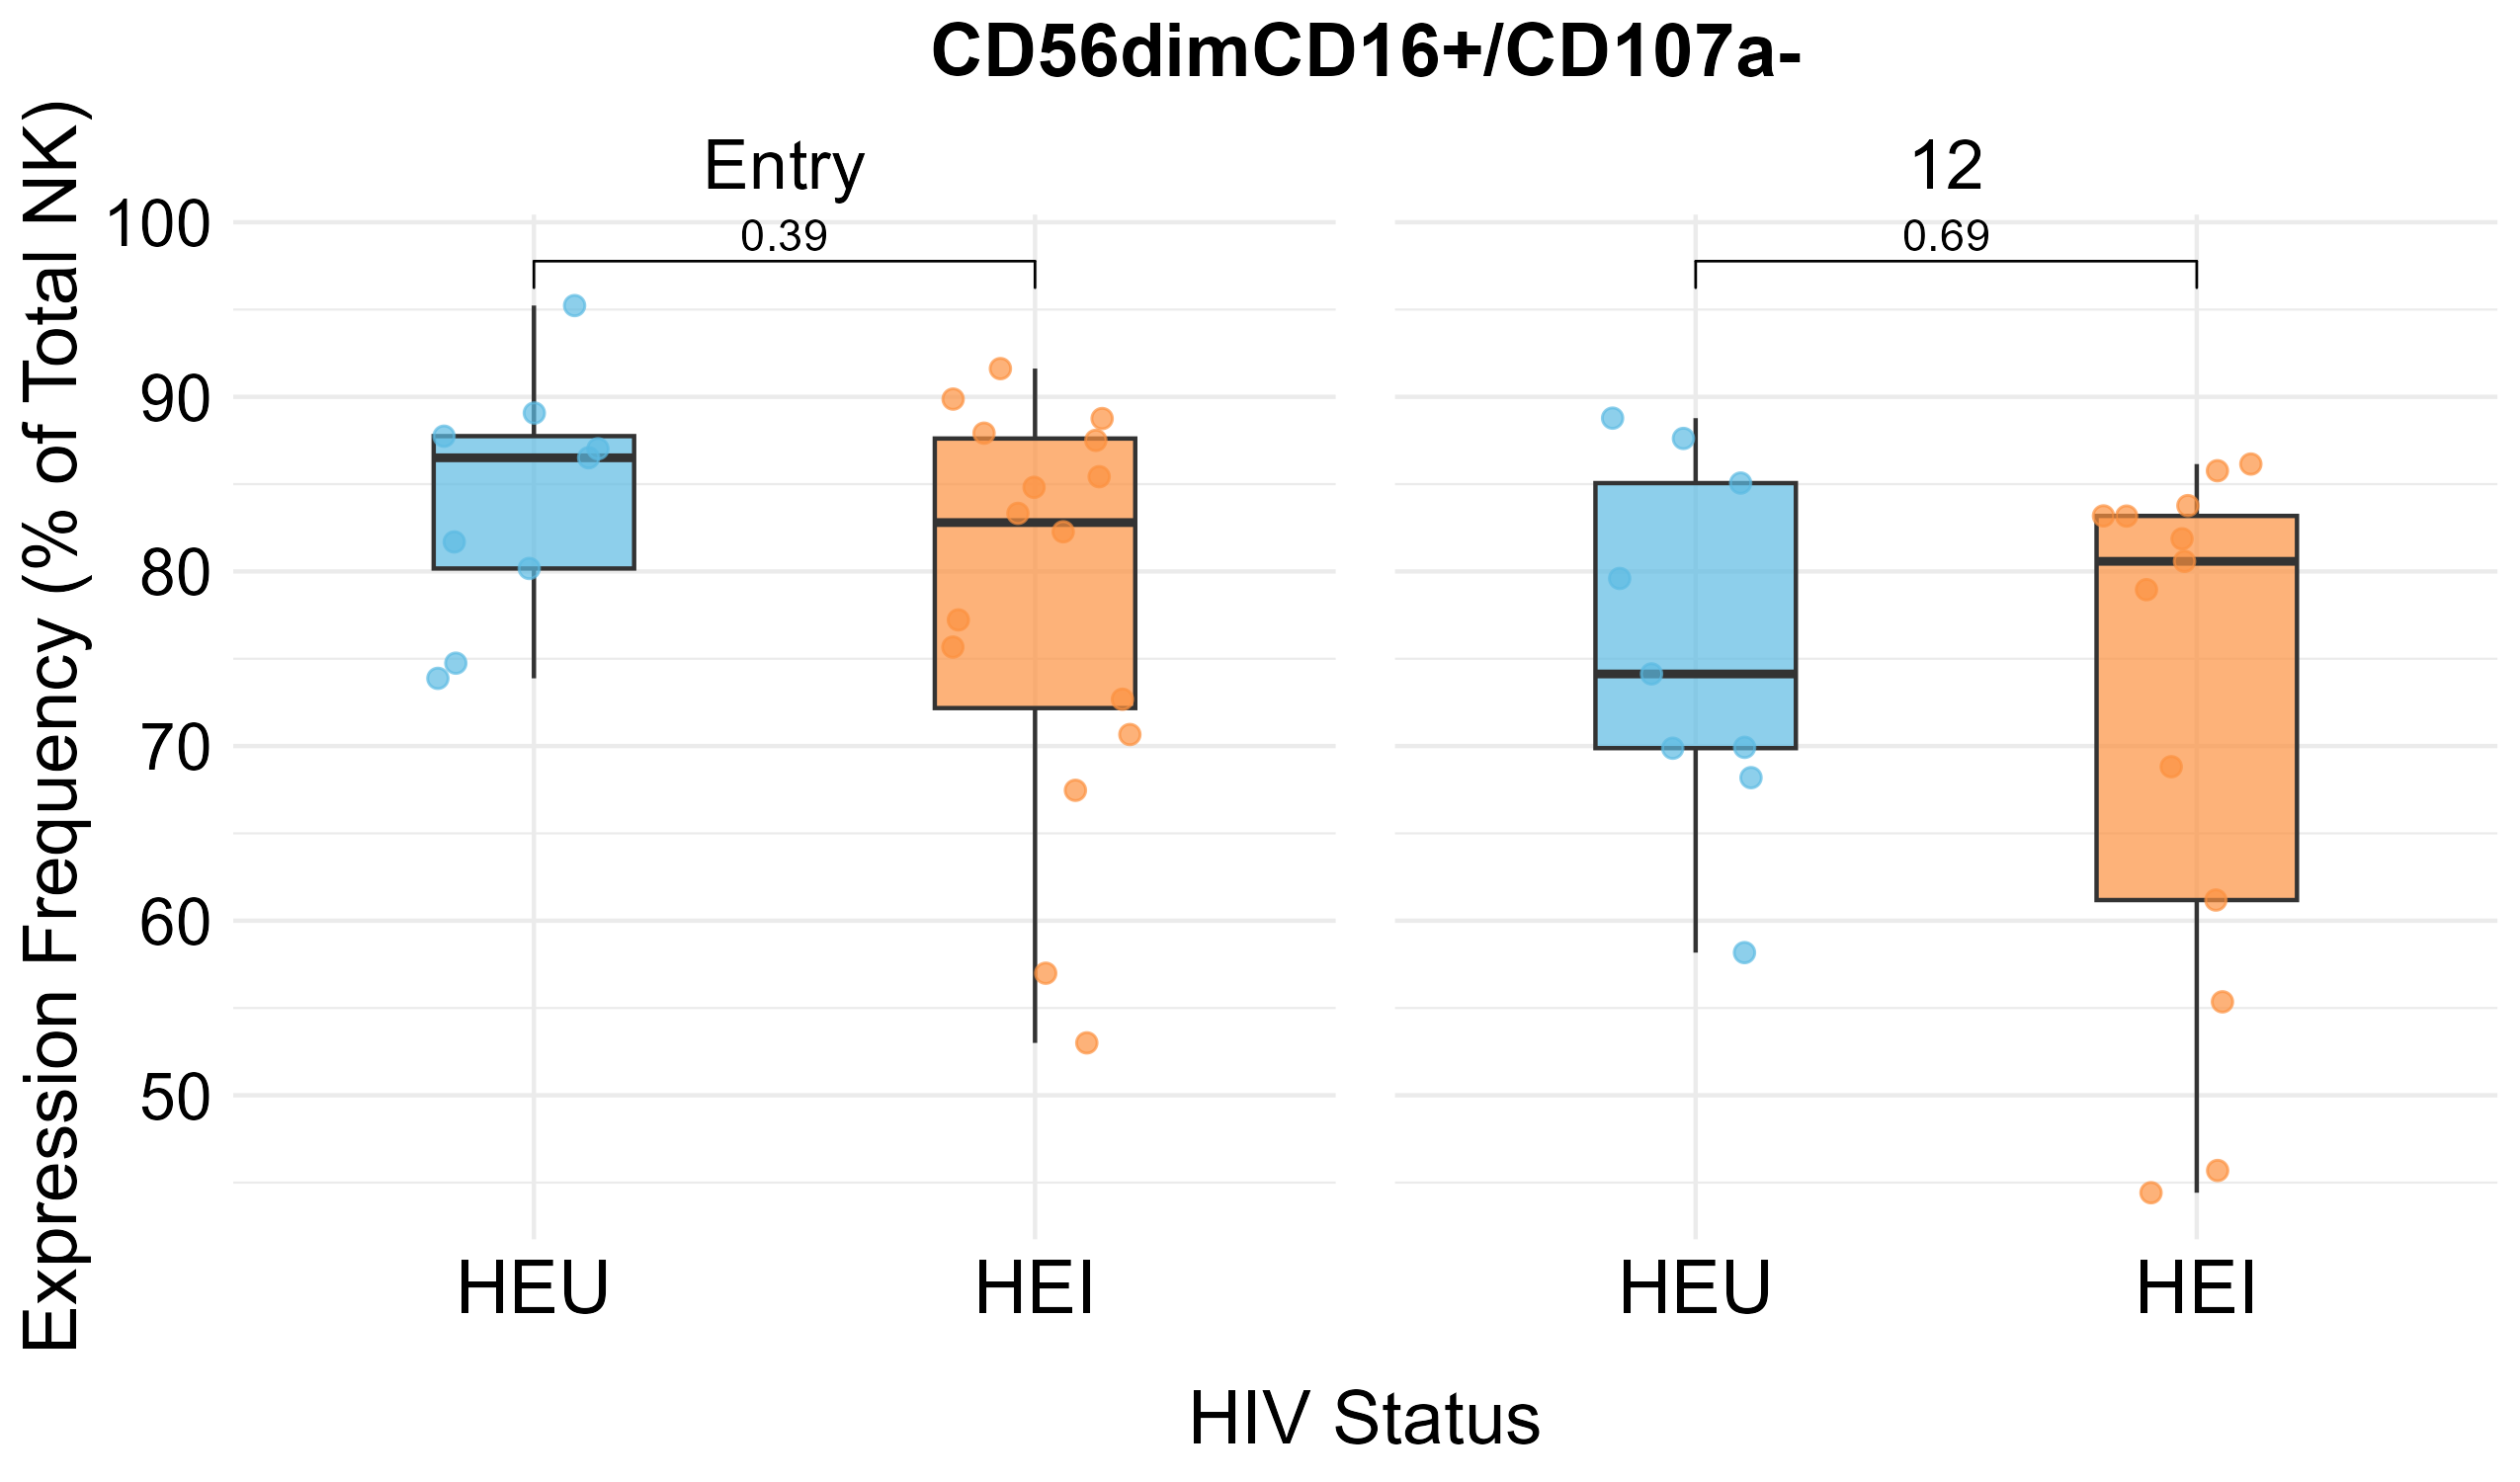 CD56dimCD16+/CD107a-
Expression Frequency (% of Total NK)
Entry
12
0.39
0.69
100
90
80
70
60
50
HEU
HEI
HEU
HEI
HIV Status